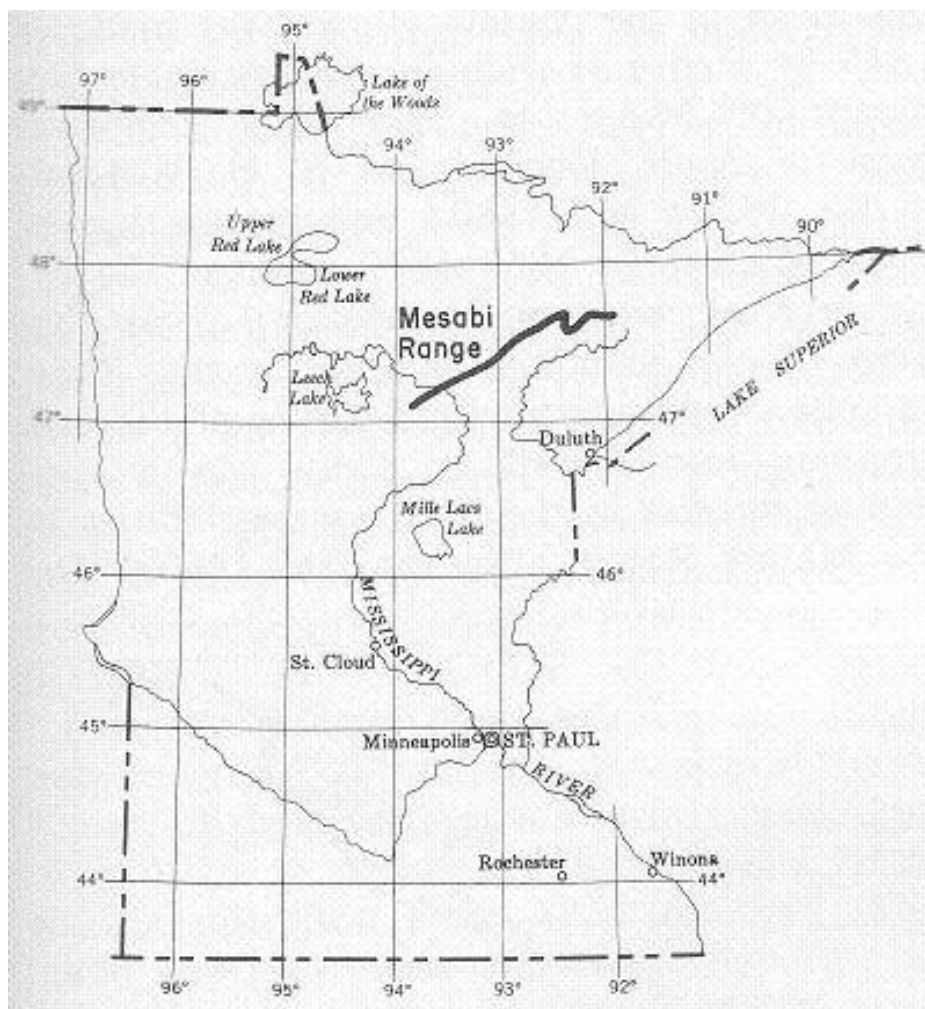 95°
97°
96°
Lake of
the Woods
49°
94°
93°
92°
91°
90°
Upper
Red Lake
48°
Lower
Red Lake
Mesabi
Range
LAKE SUPERIOR
Leech
Lake
47°
47°
Duluth
Mille Lacs
Lake
46°
46°
MISSISSIPPI
St. Cloud
45°
Minneapolis
ST. PAUL
RIVER
Rochester
Winona
44°
44°
96°
95°
94°
93°
92°